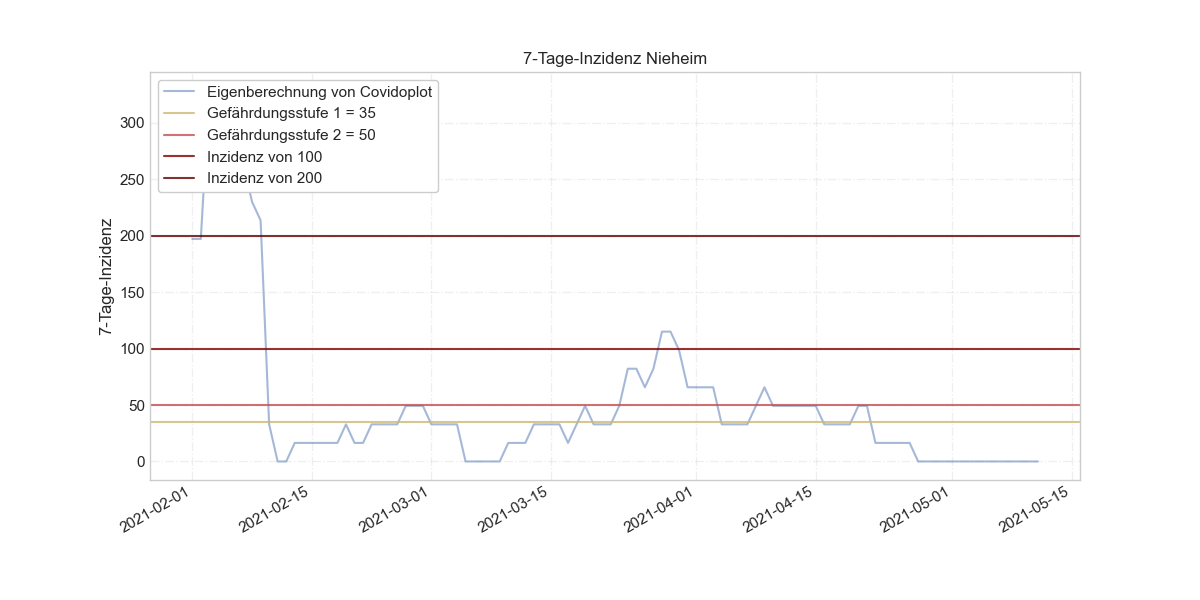 7-Tage-Inzidenz Nieheim
Eigenberechnung von Covidoplot
Gefährdungsstufe 1 = 35
Gefährdungsstufe 2 = 50
Inzidenz von 100
Inzidenz von 200
7-Tage-Inzidenz
300
250
200
150
100
50
0
2021-02-01
2021-02-15
2021-03-01
2021-03-15
2021-04-01
2021-04-15
2021-05-01
2021-05-15